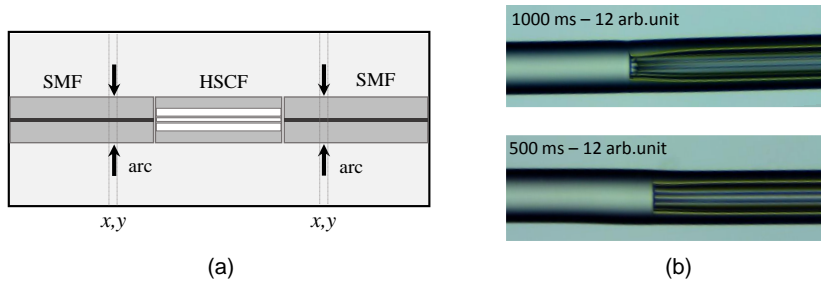 SMF
HSCF
SMF
arc
arc
x,y
x,y
(a)
1000 ms – 12 arb.unit
500 ms – 12 arb.unit
(b)